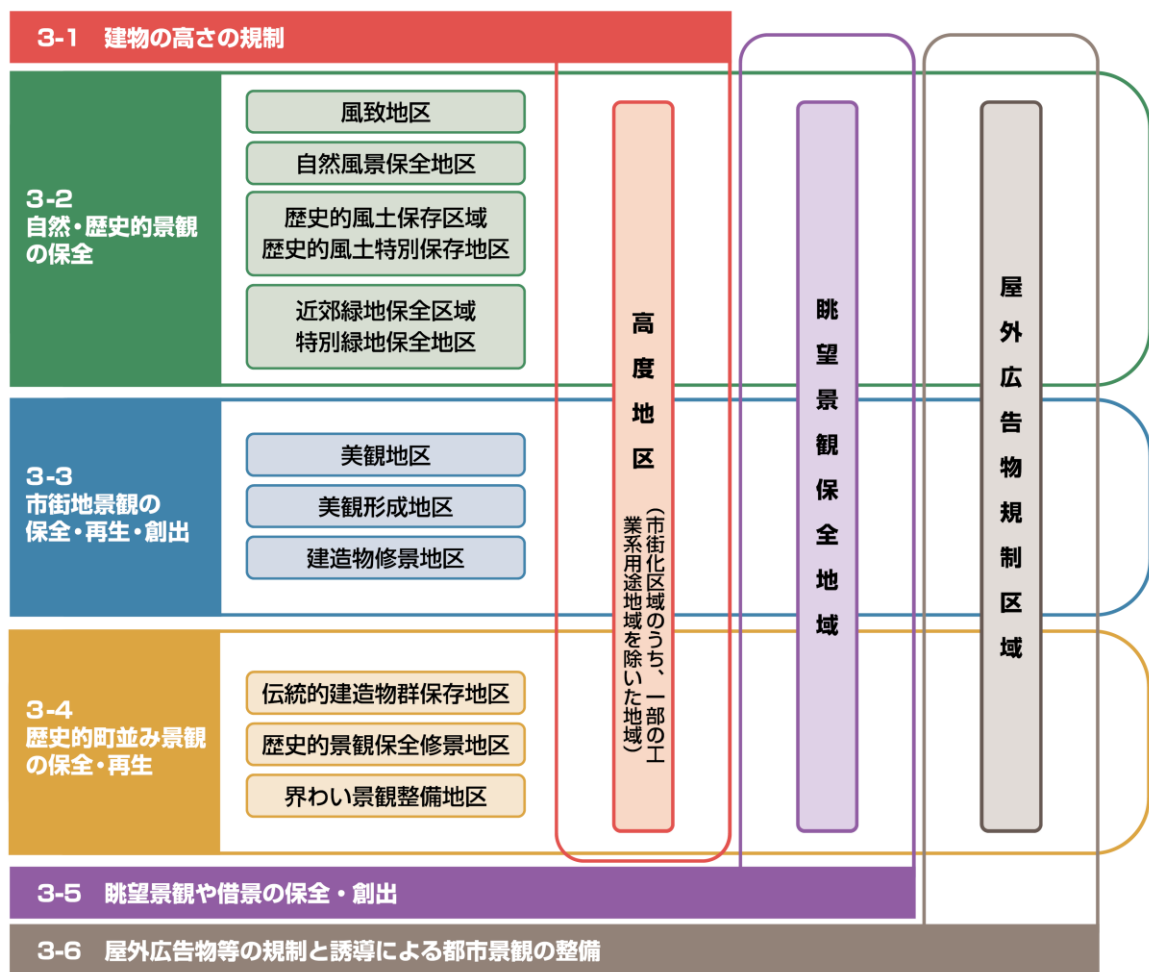 3-1 建物の高さの規制
3-2
自然・歴史的景観
の保全
風致地区
自然風景保全地区
歴史的風土保存区域
歴史的風土特別保存地区
近郊緑地保全区域
特別緑地保全地区
3-3
市街地景観の
保全・再生・創出
美観地区
美観形成地区
建造物修景地区
3-4
歴史的町並み景観
の保全・再生
伝統的建造物群保存地区
歴史的景観保全修景地区
界わい景観整備地区
高度地区
(市街化区域のうち、一部の工
業系用途地域を除いた地域)
眺望景観保全地域
屋外広告物規制区域
3-5 眺望景観や借景の保全・創出
3-6 屋外広告物等の規制と誘導による都市景観の整備